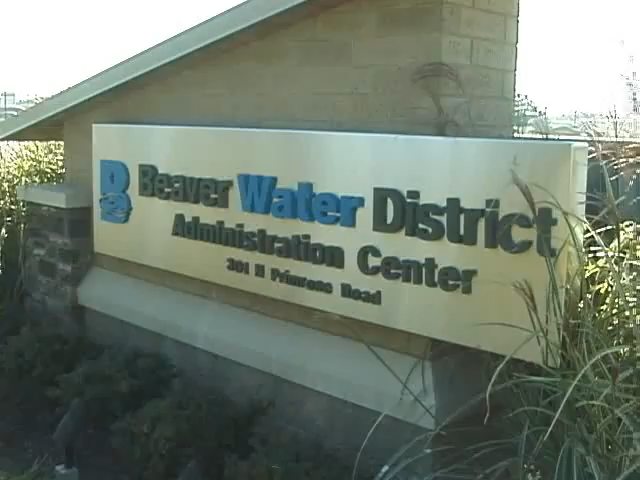 Beaver Water District
Administration Center
301 N Primrose Road